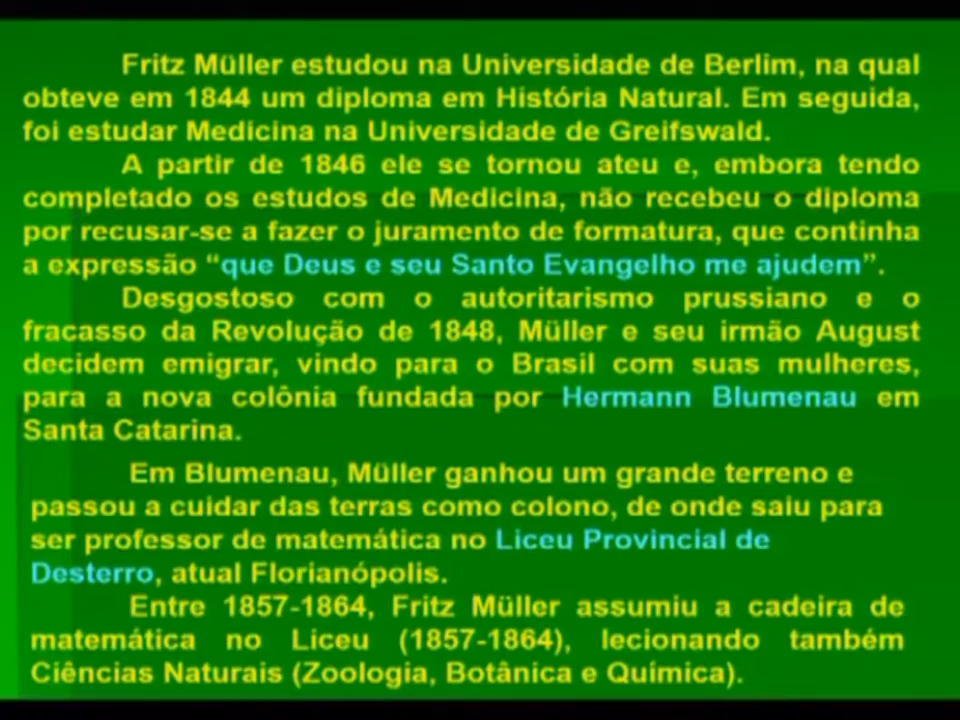 Fritz Müller estudou na Universidade de Berlim, na qual
obteve em 1844 um diploma em História Natural. Em seguida,
foi estudar Medicina na Universidade de Greifswald.
A partir de 1846 ele se tornou ateu e, embora tendo
completado os estudos de Medicina, não recebeu o diploma
por recusar-se a fazer o juramento de formatura, que continha
a expressão “que Deus e seu Santo Evangelho me ajudem”.
Desgostoso com o autoritarismo prussiano e o
fracasso da Revolução de 1848, Müller e seu irmão August
decidem emigrar, vindo para o Brasil com suas mulheres,
para a nova colônia fundada por Hermann Blumenau em
Santa Catarina.
Em Blumenau, Müller ganhou um grande terreno e
passou a cuidar das terras como colono, de onde saiu para
ser professor de matemática no Liceu Provincial de
Desterro, atual Florianópolis.
Entre 1857-1864, Fritz Müller assumiu a cadeira de
matemática no Liceu (1857-1864), lecionando também
Ciências Naturais (Zoologia, Botânica e Química).